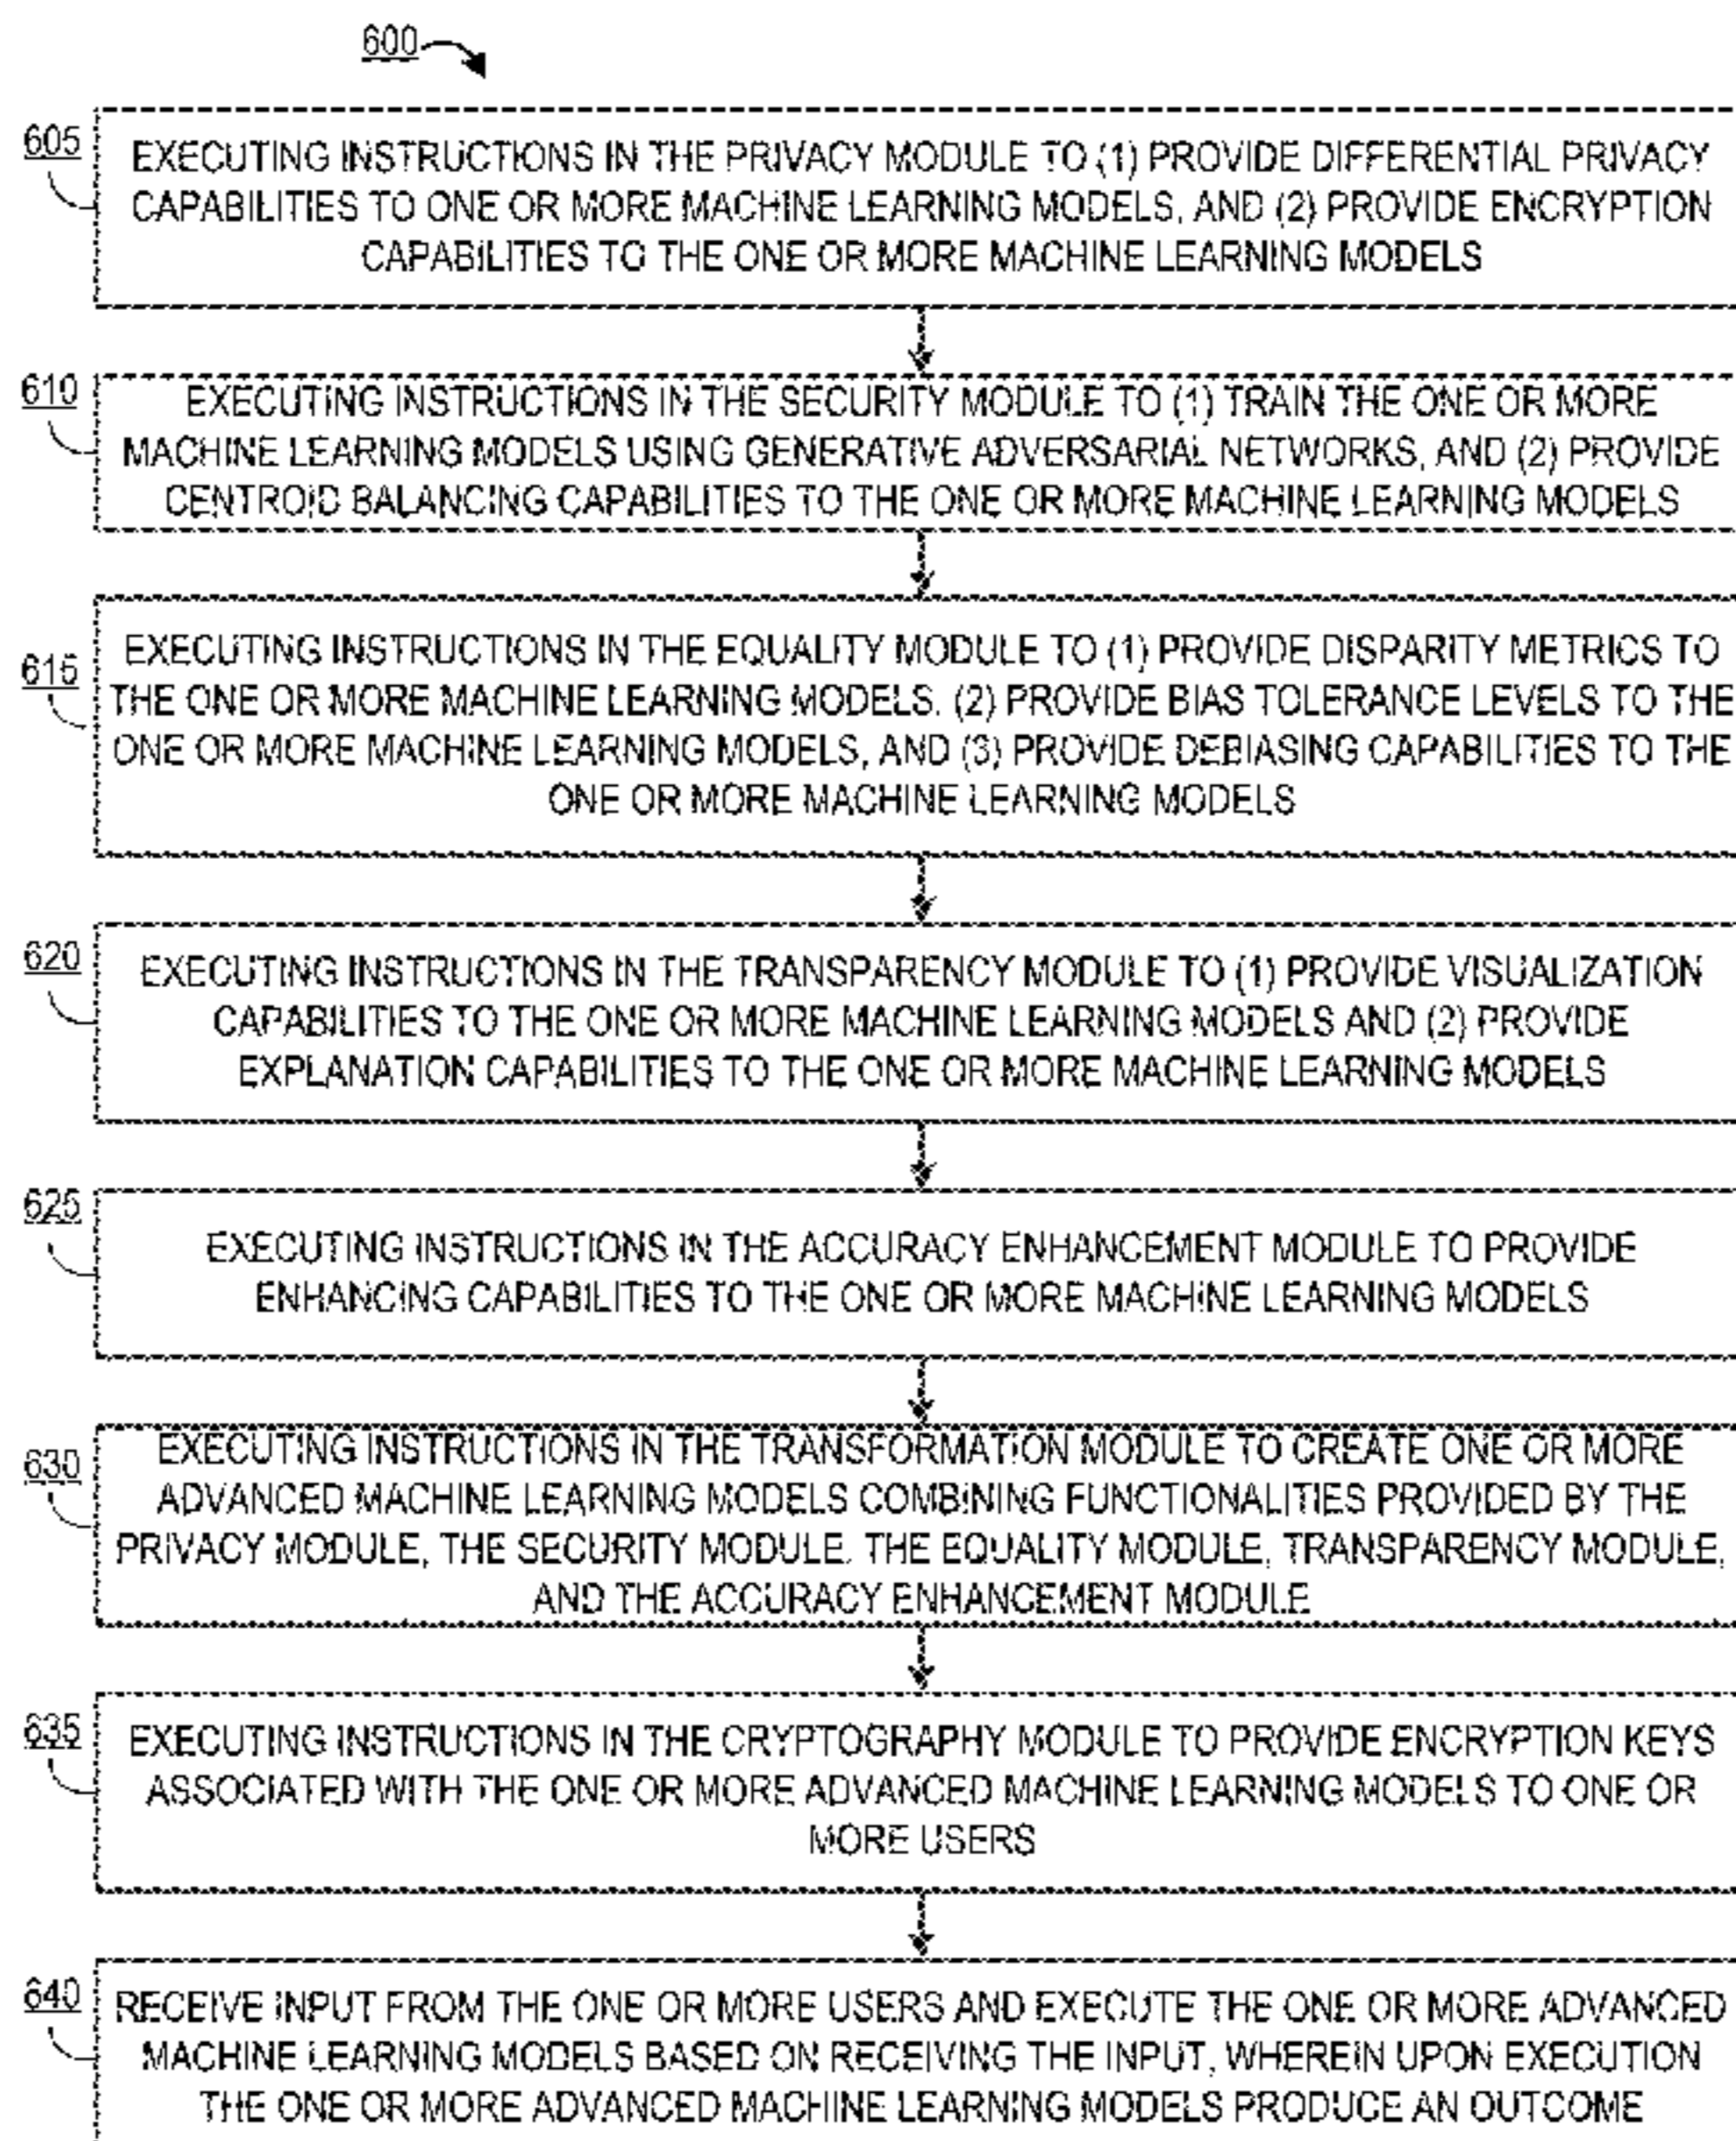 600
605
EXECUTING INSTRUCTIONS IN THE PRIVACY MODULE TO (1) PROVIDE DIFFERENTIAL PRIVACY
CAPABILITIES TO ONE OR MORE MACHINE LEARNING MODELS, AND (2) PROVIDE ENCRYPTION
CAPABILITIES TO THE ONE OR MORE MACHINE LEARNING MODELS
610
EXECUTING INSTRUCTIONS IN THE SECURITY MODULE TO (1) TRAIN THE ONE OR MORE
MACHINE LEARNING MODELS USING GENERATIVE ADVERSARIAL NETWORKS, AND (2) PROVIDE
CENTROID BALANCING CAPABILITIES TO THE ONE OR MORE MACHINE LEARNING MODELS
615
EXECUTING INSTRUCTIONS IN THE EQUALITY MODULE TO (1) PROVIDE DISPARITY METRICS TO
THE ONE OR MORE MACHINE LEARNING MODELS, (2) PROVIDE BIAS TOLERANCE LEVELS TO THE
ONE OR MORE MACHINE LEARNING MODELS, AND (3) PROVIDE DEBIASING CAPABILITIES TO THE
ONE OR MORE MACHINE LEARNING MODELS
620
EXECUTING INSTRUCTIONS IN THE TRANSPARENCY MODULE TO (1) PROVIDE VISUALIZATION
CAPABILITIES TO THE ONE OR MORE MACHINE LEARNING MODELS AND (2) PROVIDE
EXPLANATION CAPABILITIES TO THE ONE OR MORE MACHINE LEARNING MODELS
625
EXECUTING INSTRUCTIONS IN THE ACCURACY ENHANCEMENT MODULE TO PROVIDE
ENHANCING CAPABILITIES TO THE ONE OR MORE MACHINE LEARNING MODELS
630
EXECUTING INSTRUCTIONS IN THE TRANSFORMATION MODULE TO CREATE ONE OR MORE
ADVANCED MACHINE LEARNING MODELS COMBINING FUNCTIONALITIES PROVIDED BY THE
PRIVACY MODULE, THE SECURITY MODULE, THE EQUALITY MODULE, TRANSPARENCY MODULE,
AND THE ACCURACY ENHANCEMENT MODULE
635
EXECUTING INSTRUCTIONS IN THE CRYPTOGRAPHY MODULE TO PROVIDE ENCRYPTION KEYS
ASSOCIATED WITH THE ONE OR MORE ADVANCED MACHINE LEARNING MODELS TO ONE OR
MORE USERS
640
RECEIVE INPUT FROM THE ONE OR MORE USERS AND EXECUTE THE ONE OR MORE ADVANCED
MACHINE LEARNING MODELS BASED ON RECEIVING THE INPUT, WHEREIN UPON EXECUTION
THE ONE OR MORE ADVANCED MACHINE LEARNING MODELS PRODUCE AN OUTCOME